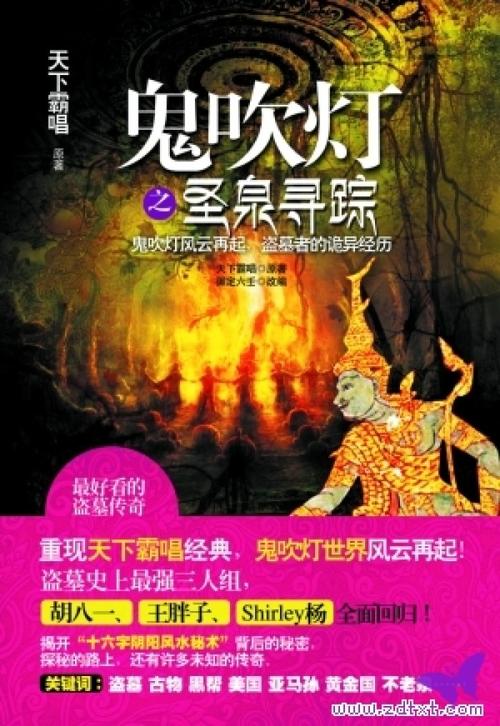 天下霸唱
原著
鬼吹灯
之
圣泉寻踪
鬼吹灯风云再起、盗墓者的诡异经历
天下霸唱◎原著
御定六壬◎改编
最好看的
盗墓传奇
重现天下霸唱经典，鬼吹灯世界风云再起！
盗墓史上最强三人组，
胡八一、王胖子、Shirley杨 全面回归！
揭开“十六字阴阳风水秘术”背后的秘密，
探秘的路上，还有许多未知的传奇。
关键词：盗墓 古物 黑帮 美国 亚马孙 黄金国 不老泉
www.zdtxt.com